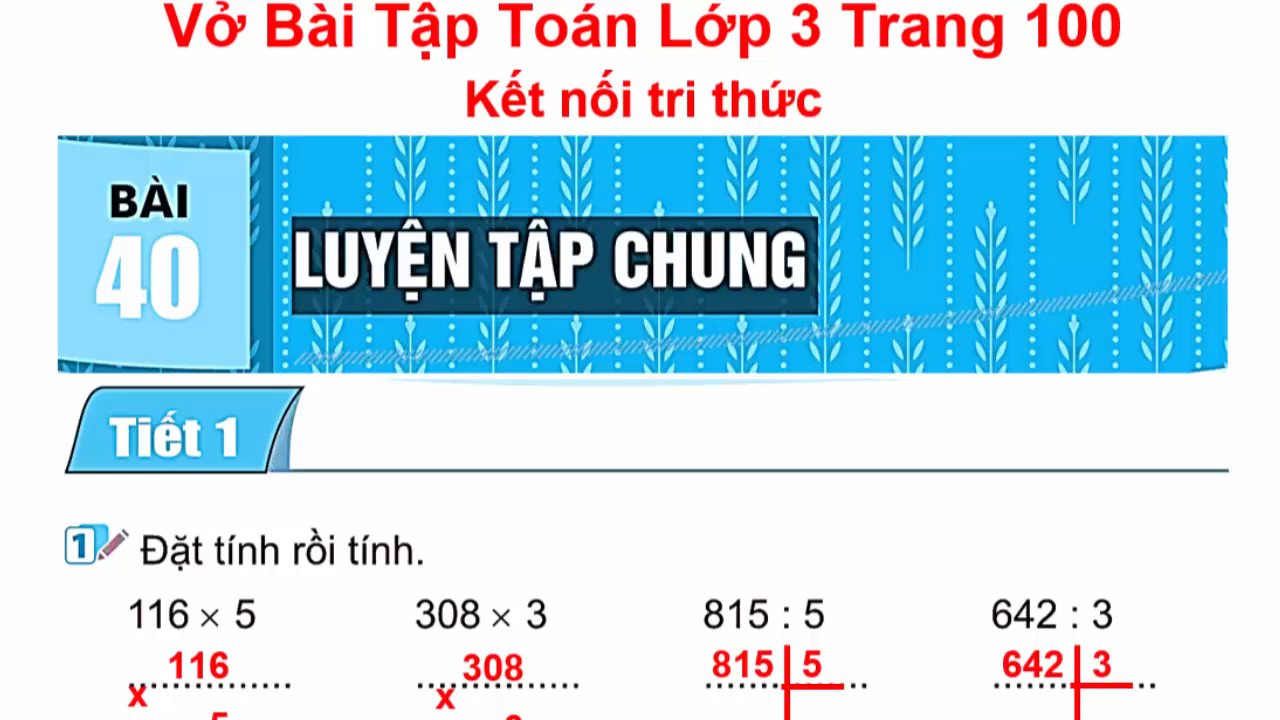 Vở Bài Tập Toán Lớp 3 Trang 100
Kết nối tri thức
BÀI
40
LUYỆN TẬP CHUNG
Tiết 1
1 Đặt tính rồi tính.
116 × 5 308 × 3 815 : 5 642 : 3
116 308 815 5 642 3
x x